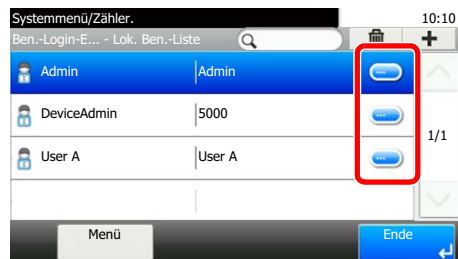 Systemmenü/Zähler. 10:10
Ben.-Login-E... - Lok. Ben.-Liste
Admin Admin
DeviceAdmin 5000
User A User A
1/1
Menü Ende